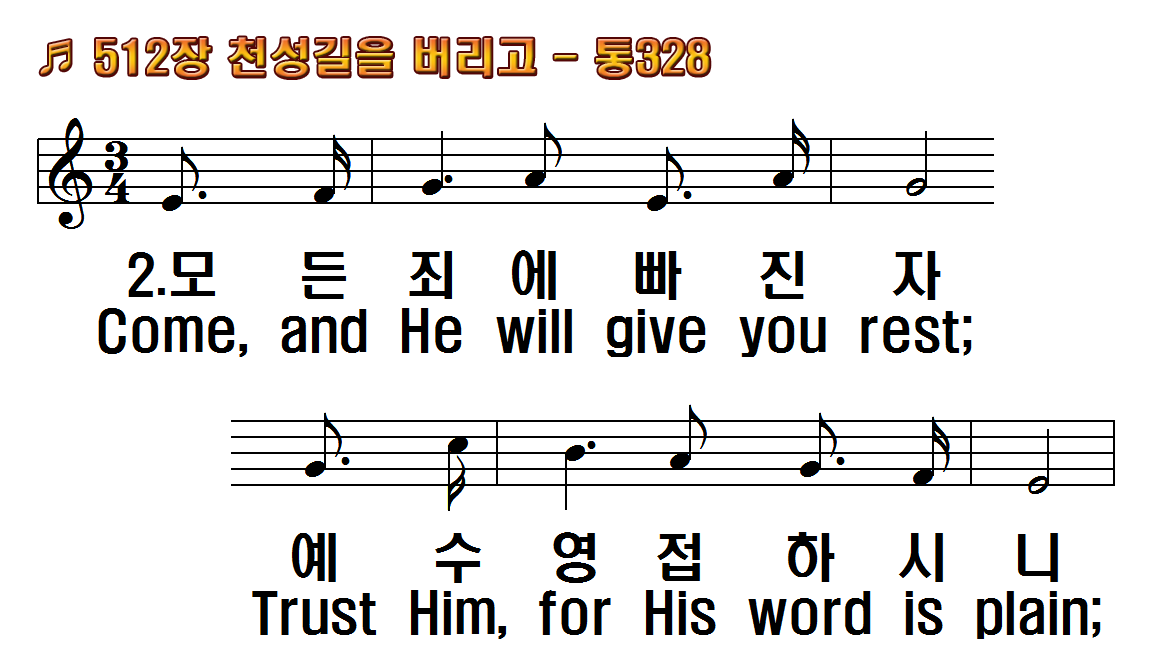 ♬ 512장 천성길을 버리고 - 통328
3
4
2.모 든 죄 에 빠 진 자
Come, and He will give you rest;
예 수 영 접 하 시 니
Trust Him, for His word is plain;